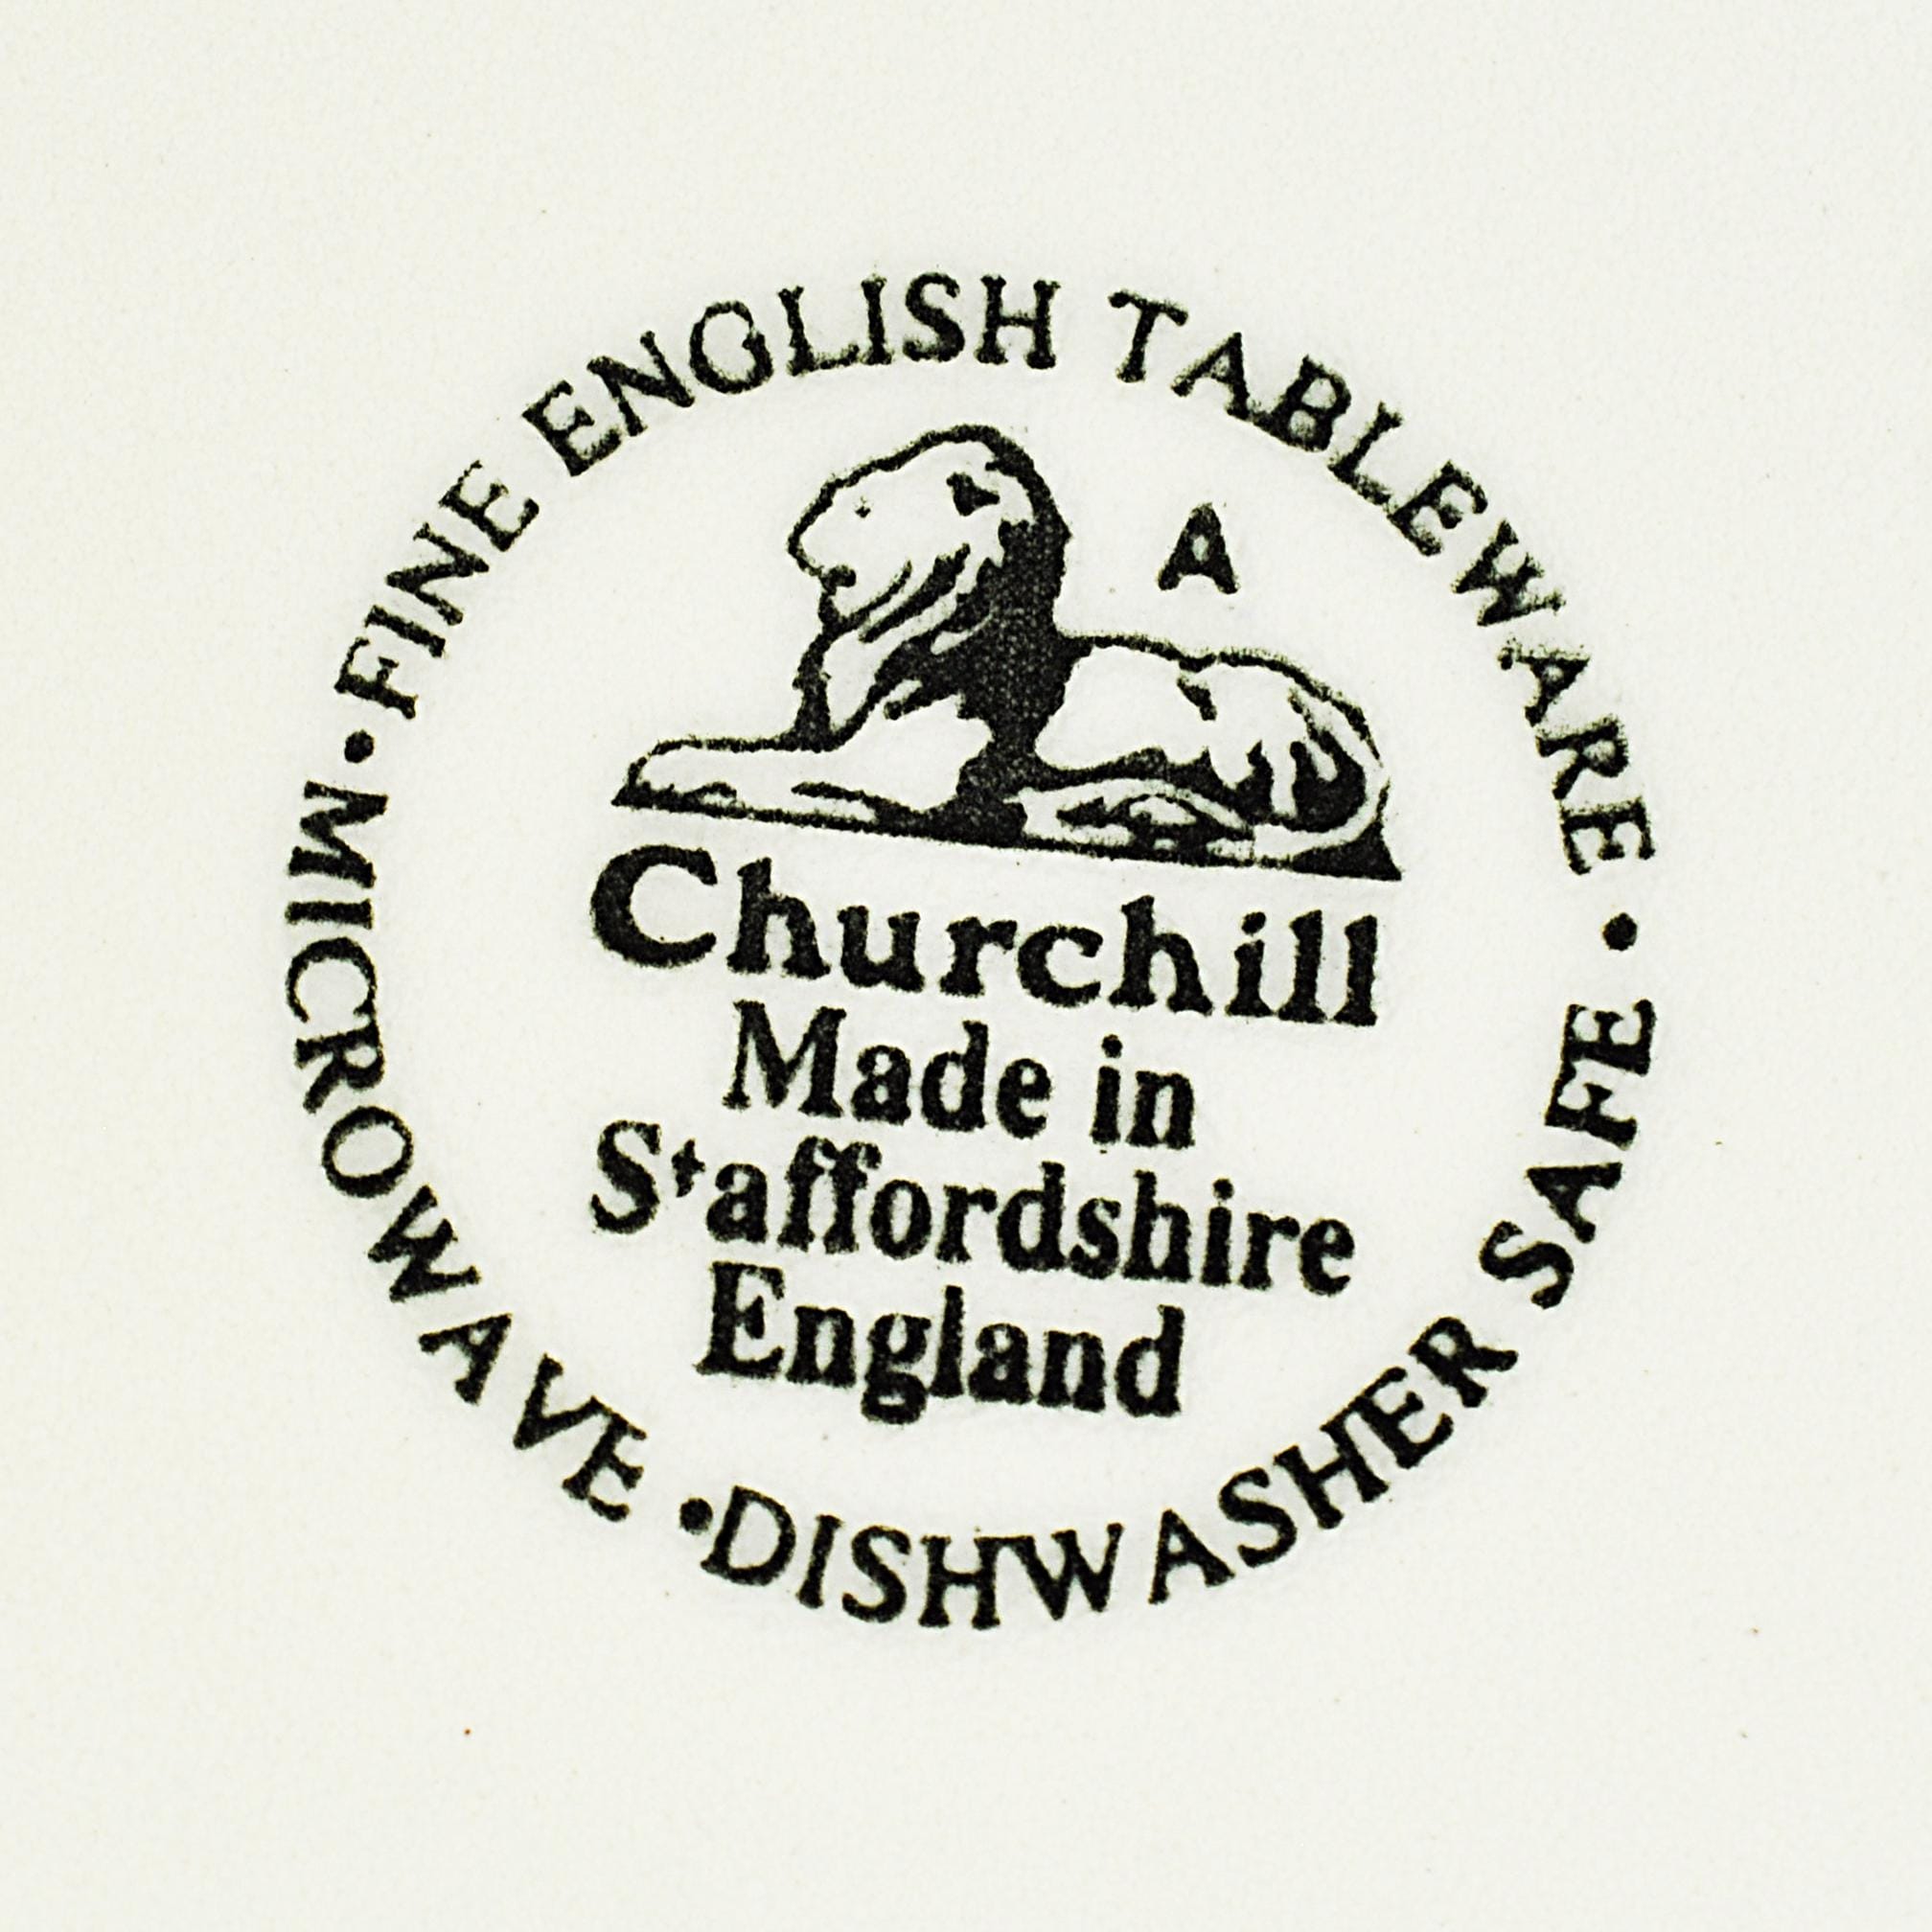 • FINE ENGLISH TABLEWARE •
MICROWAVE • DISHWASHER SAFE
A
Churchill
Made in
Staffordshire
England